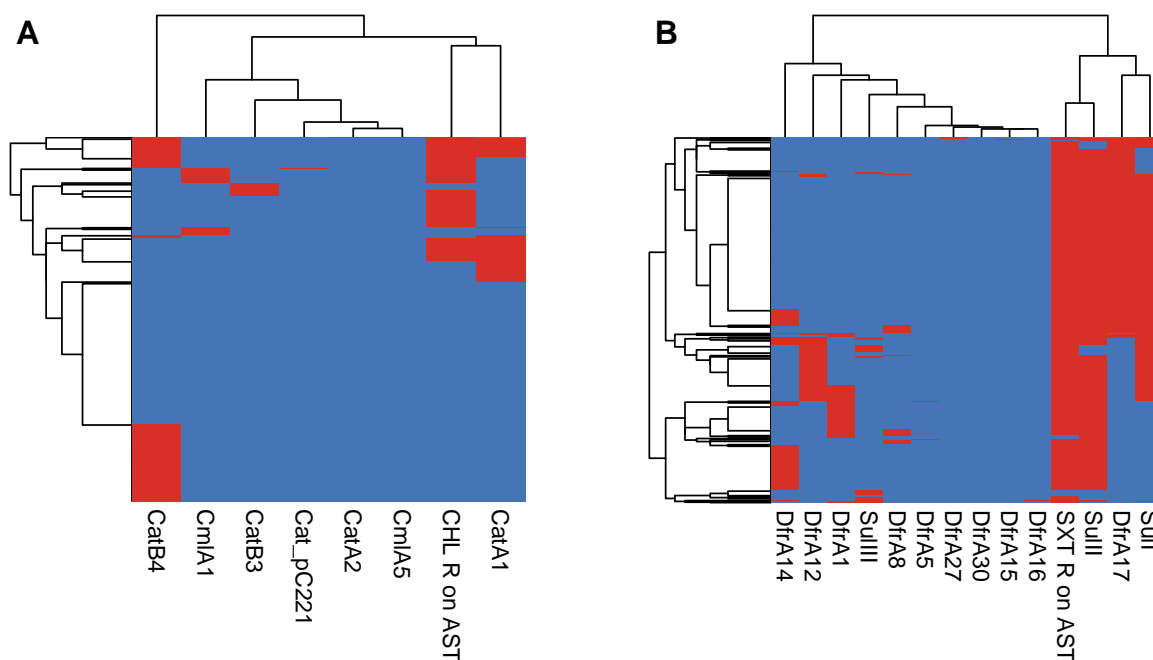 A
B
CatB4
CmlA1
CatB3
Cat_pC221
CatA2
CmlA5
CHL R on AST
CatA1
DfrA14
DfrA12
DfrA1
SulIII
DfrA8
DfrA5
DfrA27
DfrA30
DfrA15
DfrA16
SXT R on AST
SulII
DfrA17
SulI